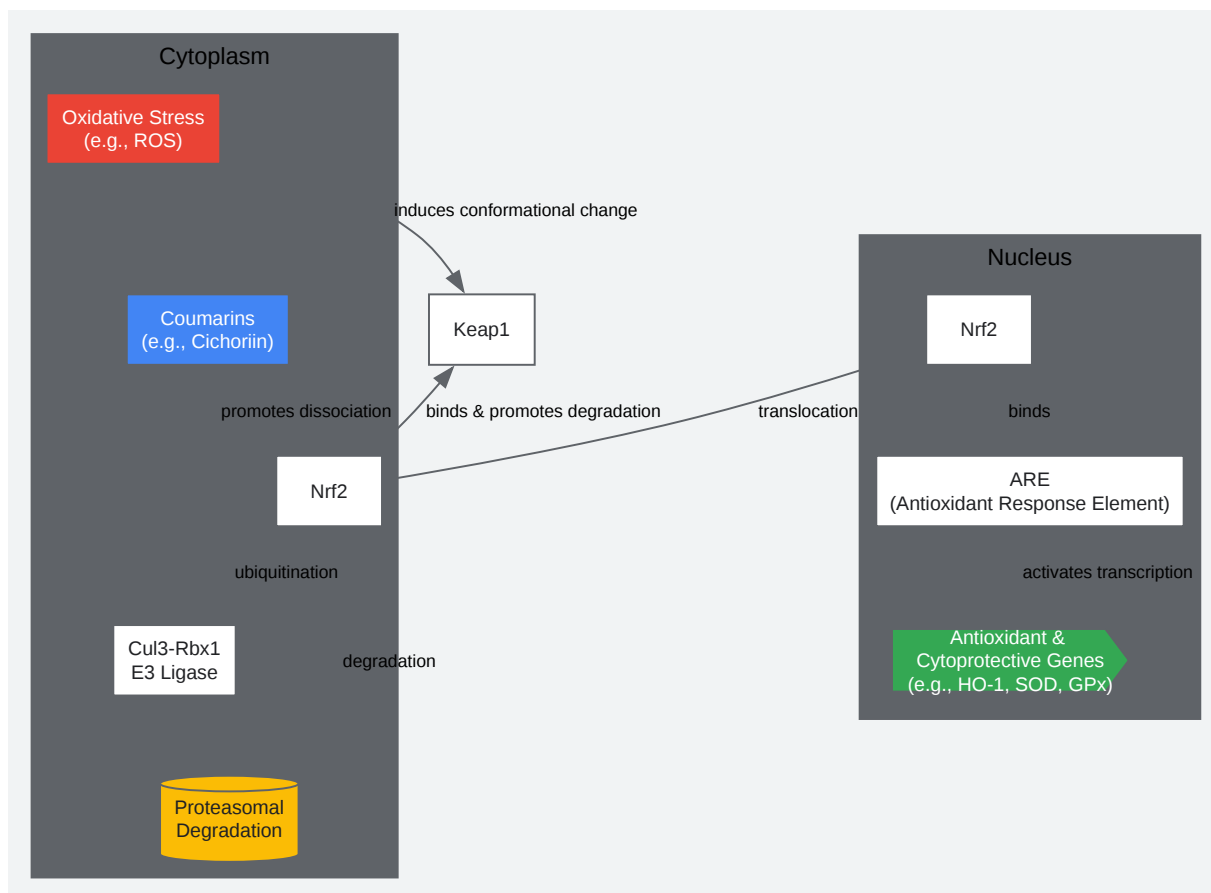 Cytoplasm
Oxidative Stress
(e.g., ROS)
induces conformational change
Nucleus
Coumarins
(e.g., Cichoriin)
Keap1
Nrf2
promotes dissociation
binds & promotes degradation
translocation
binds
Nrf2
ARE
(Antioxidant Response Element)
ubiquitination
activates transcription
Cul3-Rbx1
E3 Ligase
degradation
Antioxidant &
Cytoprotective Genes
(e.g., HO-1, SOD, GPx)
Proteasomal
Degradation